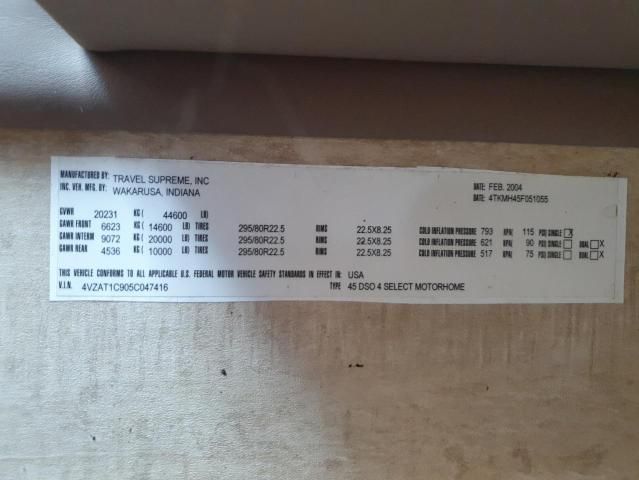 MANUFACTURED BY: TRAVEL SUPREME, INC DATE: FEB. 2004
INC. VEH. MFG. BY: WAKARUSA, INDIANA DATE: 4TKMH45F051055
GVWR 20231 KG ( 44600 LB)
GAWR FRONT 6623 KG ( 14600 LB) TIRES 295/80R22.5 RIMS 22.5X8.25 COLD INFLATION PRESSURE 793 KPA( 115 PSI) SINGLE X
GAWR INTERM 9072 KG ( 20000 LB) TIRES 295/80R22.5 RIMS 22.5X8.25 COLD INFLATION PRESSURE 621 KPA( 90 PSI) SINGLE DUAL X
GAWR REAR 4536 KG ( 10000 LB) TIRES 295/80R22.5 RIMS 22.5X8.25 COLD INFLATION PRESSURE 517 KPA( 75 PSI) SINGLE DUAL X
THIS VEHICLE CONFORMS TO ALL APPLICABLE U.S. FEDERAL MOTOR VEHICLE SAFETY STANDARDS IN EFFECT IN: USA
V.I.N. 4VZAT1C905C047416 TYPE 45 DSO 4 SELECT MOTORHOME